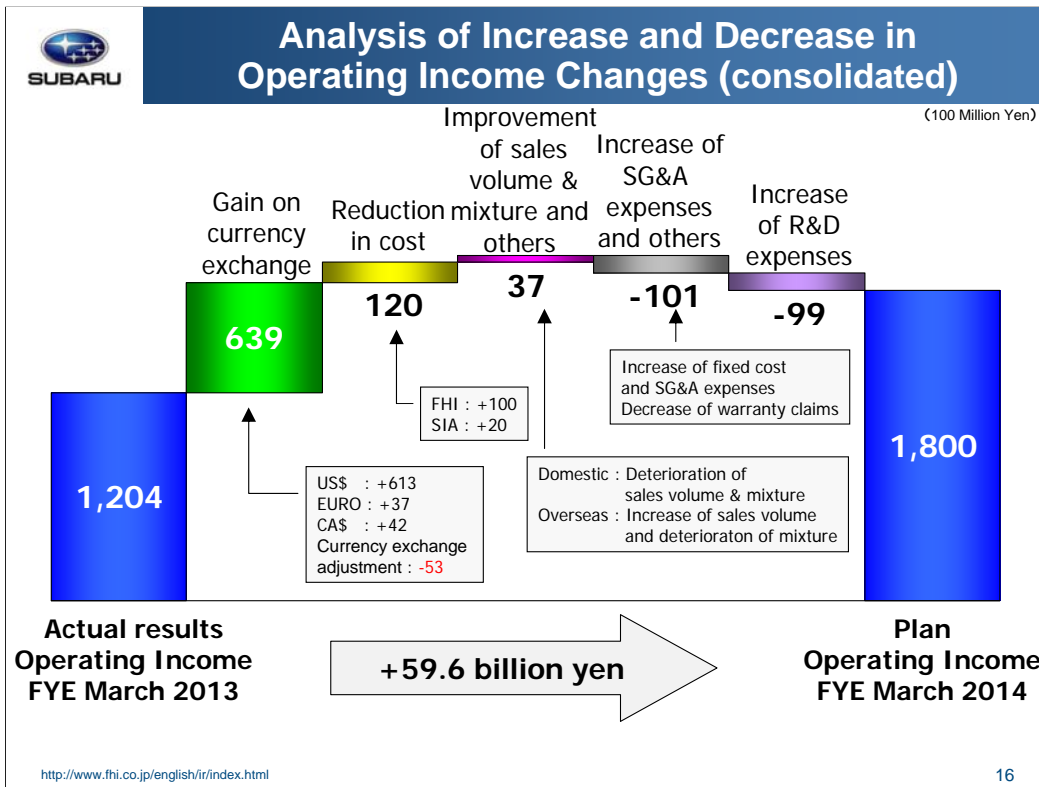 SUBARU
Analysis of Increase and Decrease in
Operating Income Changes (consolidated)
(100 Million Yen)
Gain on
currency
exchange
Reduction
in cost
Improvement
of sales
volume &
mixture and
others
Increase of
SG&A
expenses
and others
Increase
of R&D
expenses
1,204
639
120
37
-101
-99
1,800
US$ : +613
EURO : +37
CA$ : +42
Currency exchange
adjustment : -53
FHI : +100
SIA : +20
Domestic : Deterioration of
sales volume & mixture
Overseas : Increase of sales volume
and deterioraton of mixture
Increase of fixed cost
and SG&A expenses
Decrease of warranty claims
Actual results
Operating Income
FYE March 2013
+59.6 billion yen
Plan
Operating Income
FYE March 2014
http://www.fhi.co.jp/english/ir/index.html
16